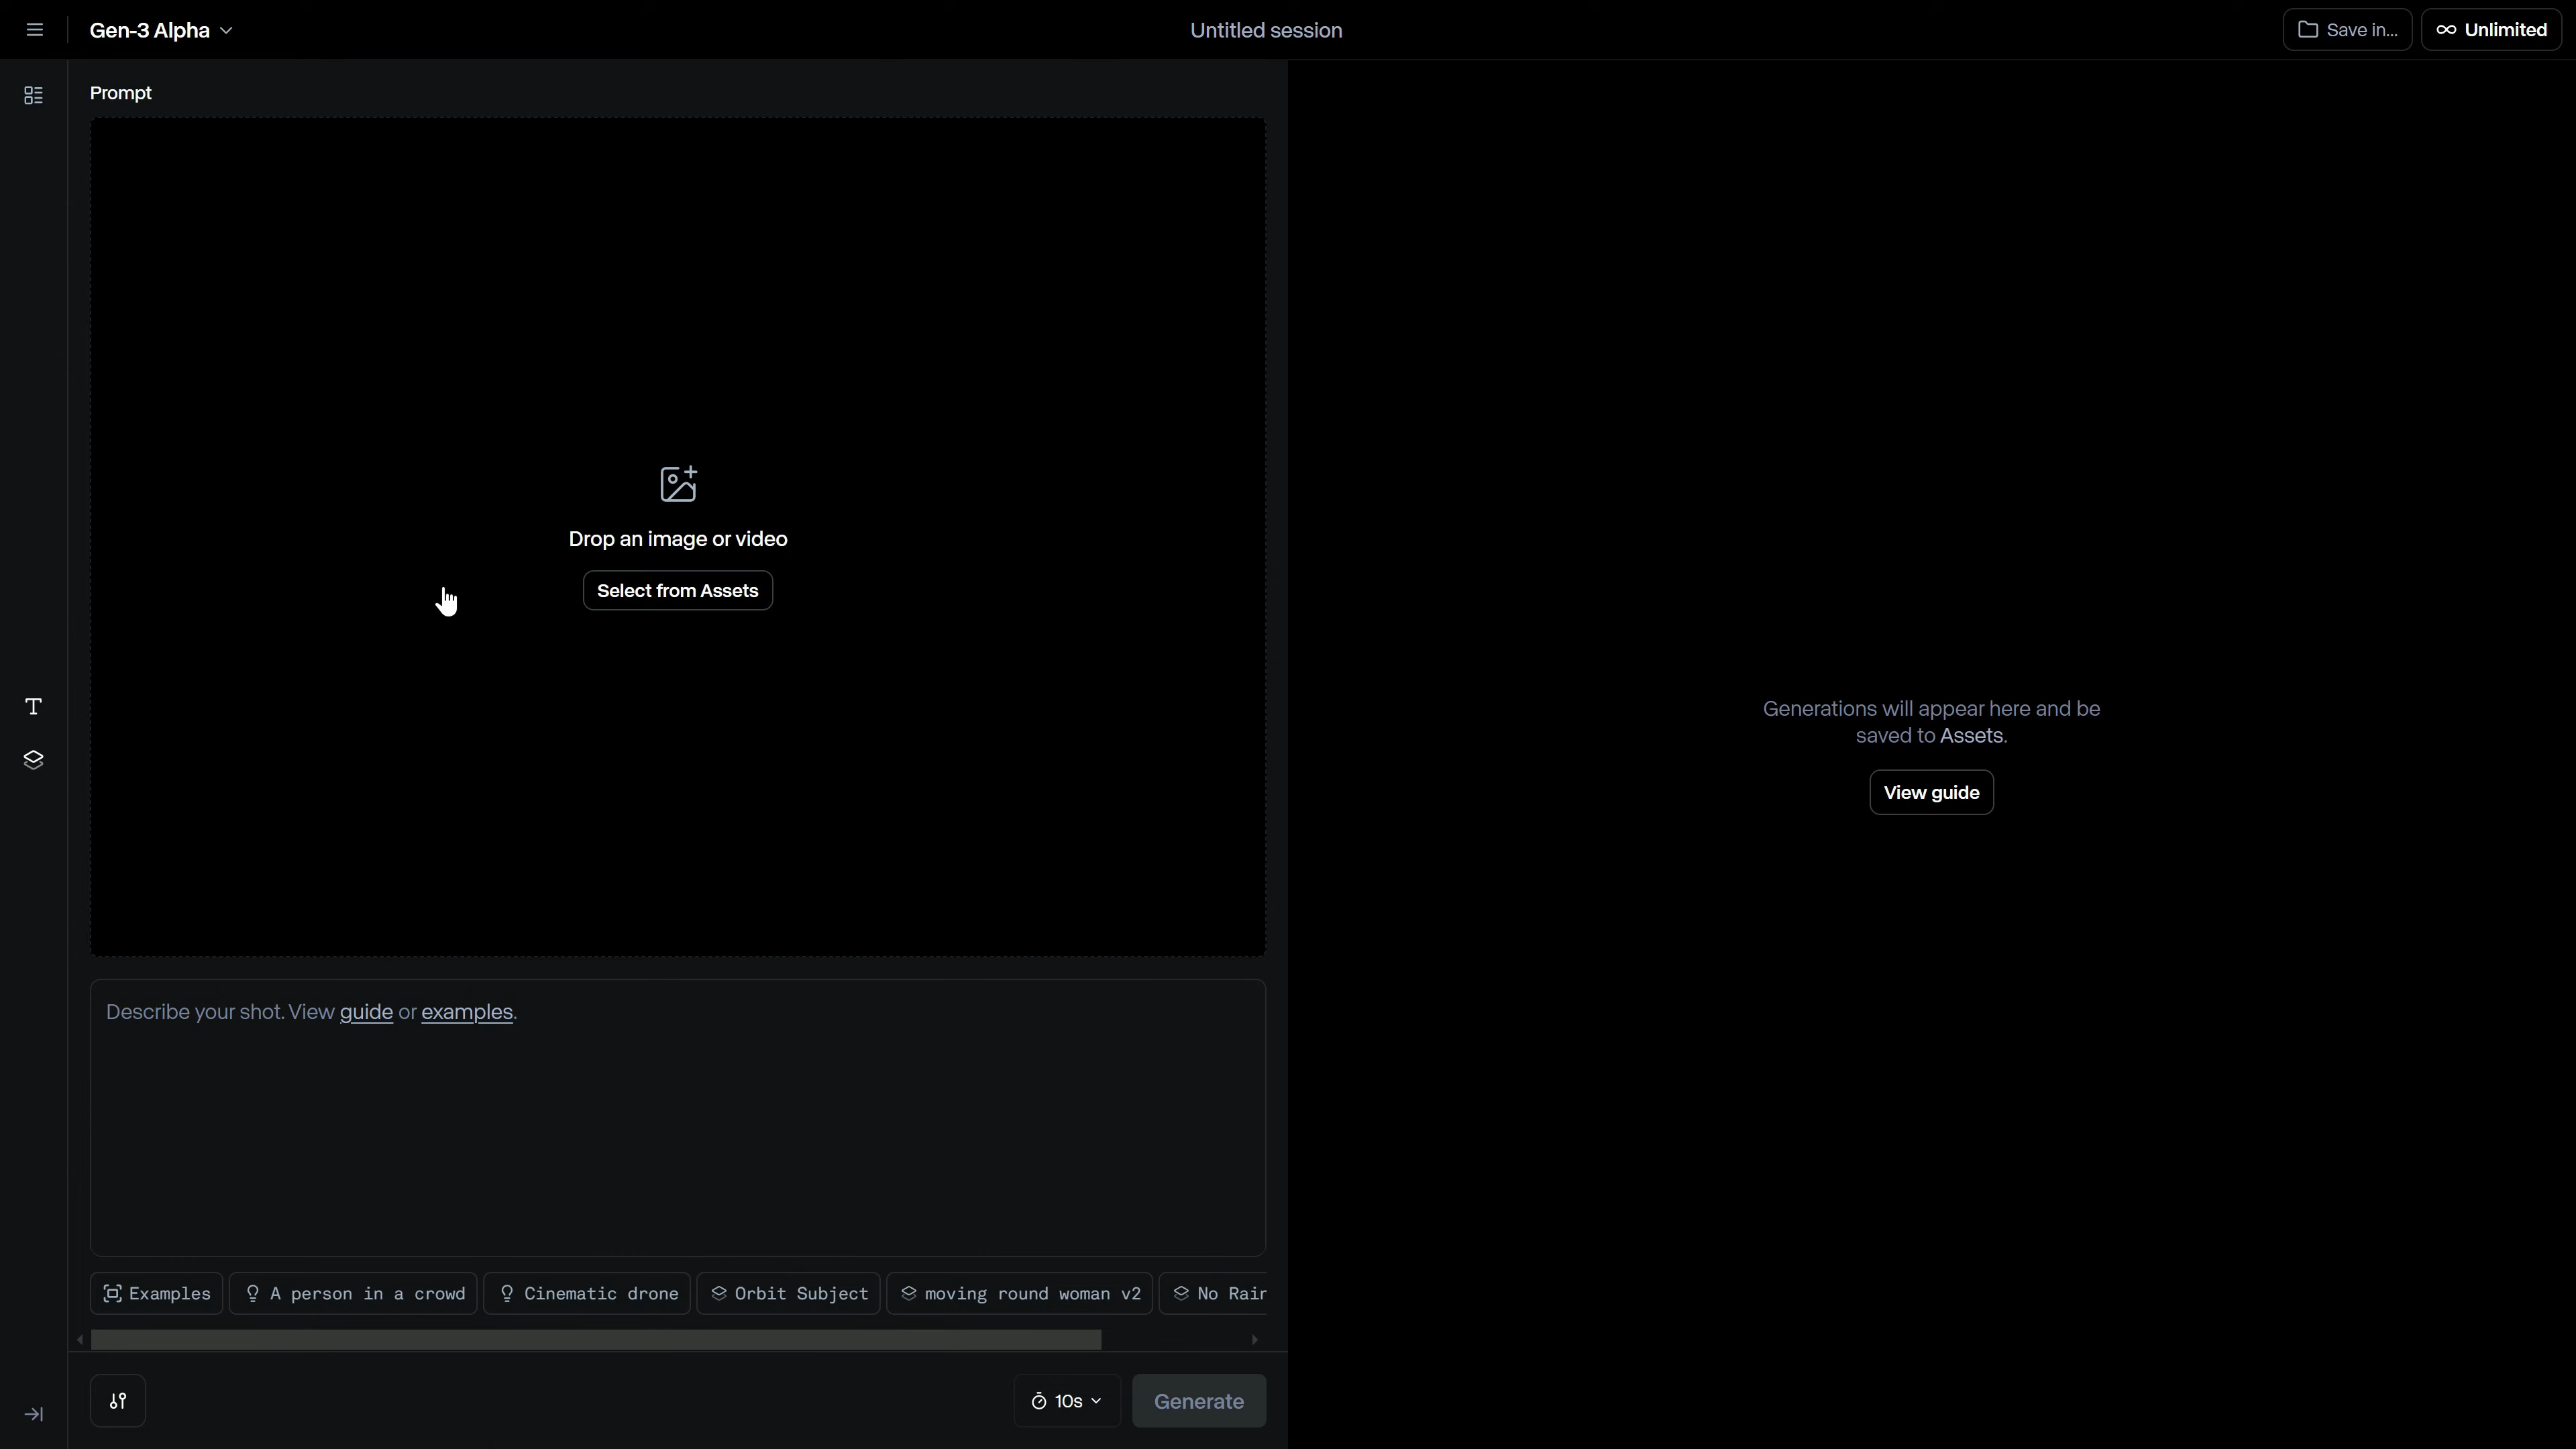 Gen-3 Alpha
Untitled session
Save in...
Unlimited
Prompt
Drop an image or video
Select from Assets
Generations will appear here and be
saved to Assets.
View guide
Describe your shot. View guide or examples.
Examples
A person in a crowd
Cinematic drone
Orbit Subject
moving round woman v2
No Rain
10s
Generate